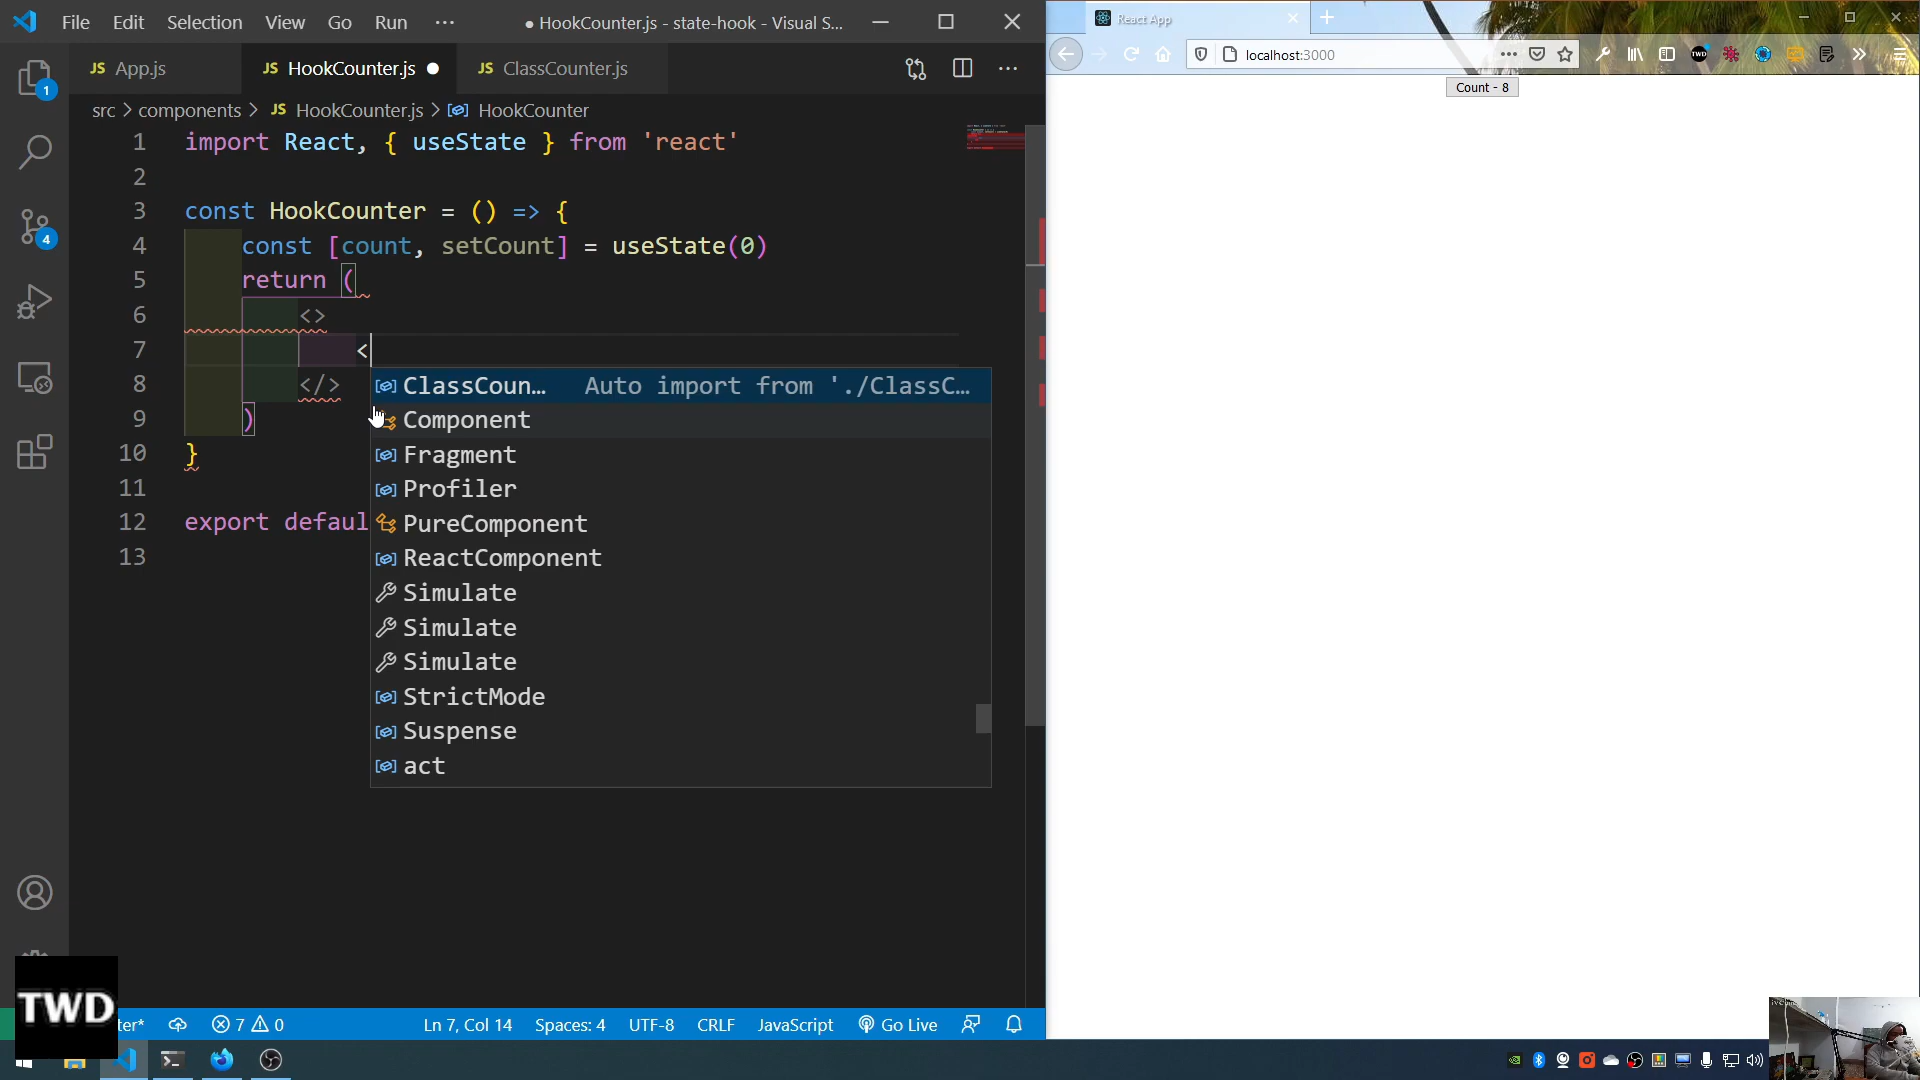 File Edit Selection View Go Run ··· ● HookCounter.js - state-hook - Visual S...
JS App.js JS HookCounter.js ● JS ClassCounter.js ···
src > components > JS HookCounter.js > HookCounter
1 import React, { useState } from 'react'
2
3 const HookCounter = () => {
4 const [count, setCount] = useState(0)
5 return (
6 <>
7 <
8 </>
9 )
10 }
11
12 export defaul
13
ClassCoun... Auto import from './ClassC...
Component
Fragment
Profiler
PureComponent
ReactComponent
Simulate
Simulate
Simulate
StrictMode
Suspense
act
1
4
TWD
ter* 7 0 Ln 7, Col 14 Spaces: 4 UTF-8 CRLF JavaScript Go Live
React App
localhost:3000
TWD
Count - 8